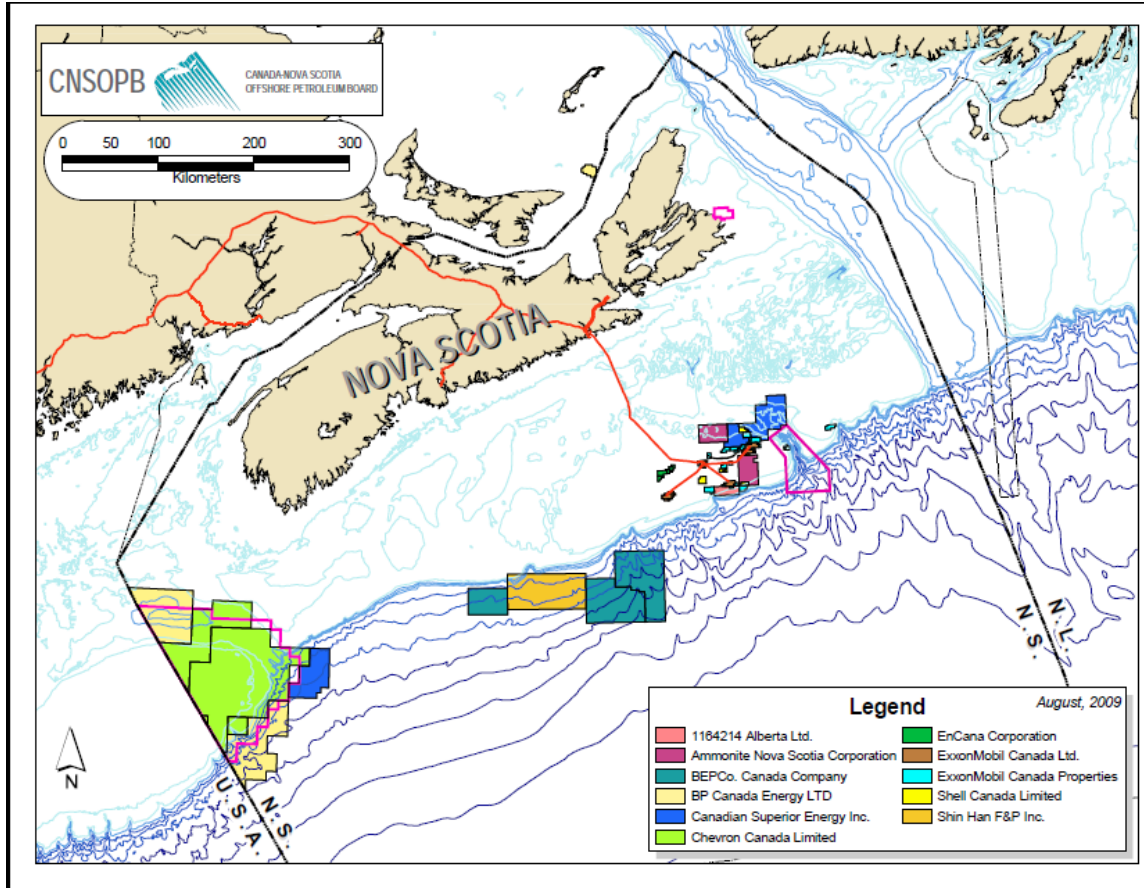 CNSOPB
CANADA-NOVA SCOTIA
OFFSHORE PETROLEUM BOARD
0 50 100 200 300
Kilometers
NOVA SCOTIA
N
U.S.A.
N.S.
N.S.
N.L.
Legend
August, 2009
1164214 Alberta Ltd.
Ammonite Nova Scotia Corporation
BEPCo. Canada Company
BP Canada Energy LTD
Canadian Superior Energy Inc.
Chevron Canada Limited
EnCana Corporation
ExxonMobil Canada Ltd.
ExxonMobil Canada Properties
Shell Canada Limited
Shin Han F&P Inc.